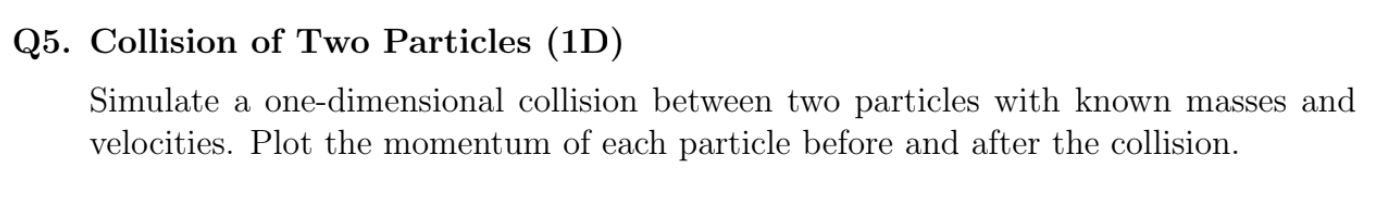 Q5. Collision of Two Particles (1D)
Simulate a one-dimensional collision between two particles with known masses and
velocities. Plot the momentum of each particle before and after the collision.